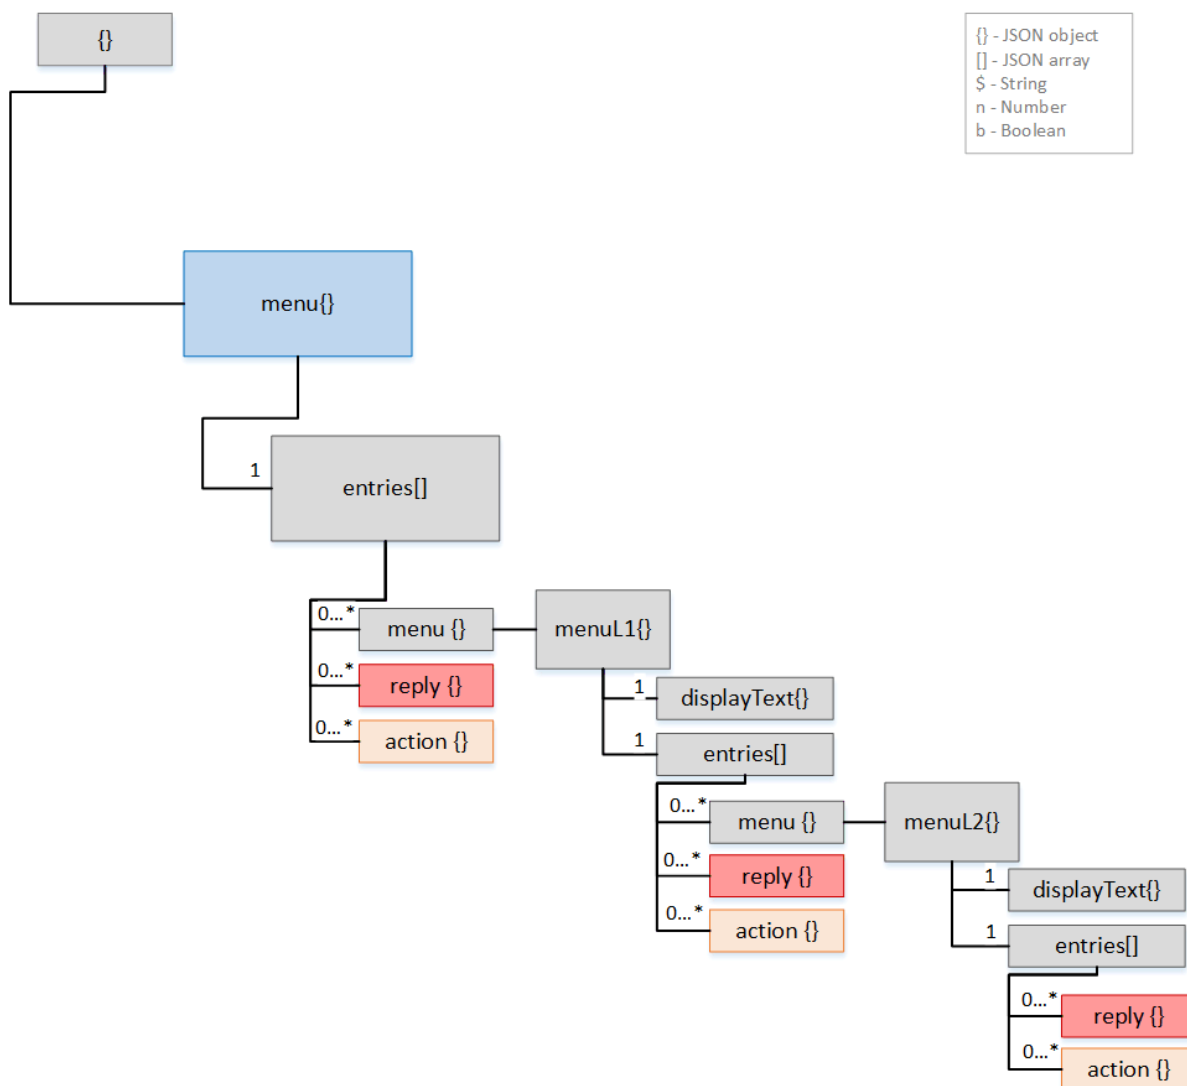 {}
{} - JSON object
[] - JSON array
$ - String
n - Number
b - Boolean
menu{}
1
entries[]
0...*
menu {}
menuL1{}
0...*
reply {}
1
displayText{}
0...*
action {}
1
entries[]
0...*
menu {}
menuL2{}
0...*
reply {}
1
displayText{}
0...*
action {}
1
entries[]
0...*
reply {}
0...*
action {}